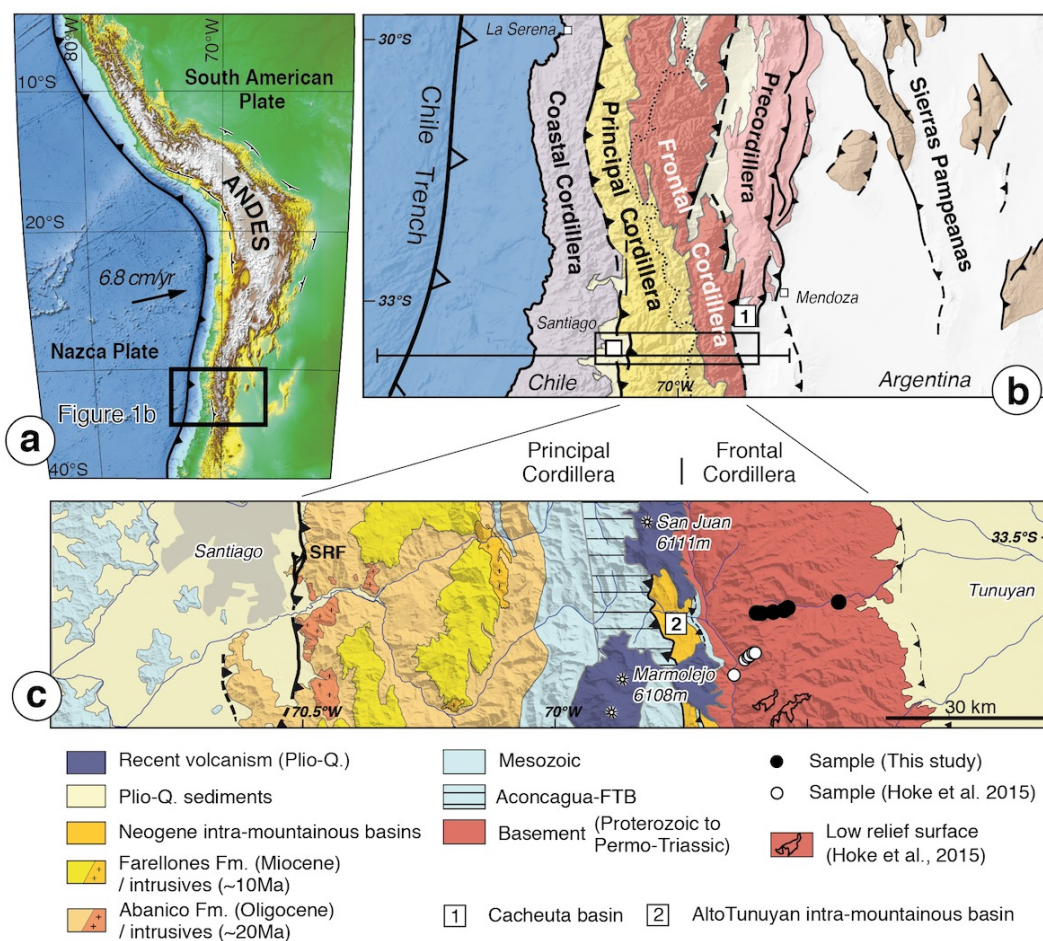 80°W
70°W
10°S
South American
Plate
ANDES
20°S
6.8 cm/yr
Nazca Plate
Figure 1b
a
40°S
30°S
La Serena
Chile Trench
Coastal Cordillera
Principal Cordillera
Frontal Cordillera
Precordillera
Sierras Pampeanas
33°S
Santiago
1
Mendoza
Chile
70°W
Argentina
b
Principal
Cordillera
Frontal
Cordillera
Santiago
SRF
San Juan
6111m
33.5°S
Tunuyan
2
Marmolejo
6108m
c
70.5°W
70°W
30 km
Recent volcanism (Plio-Q.)
Plio-Q. sediments
Neogene intra-mountainous basins
Farellones Fm. (Miocene)
/ intrusives (~10Ma)
Abanico Fm. (Oligocene)
/ intrusives (~20Ma)
Mesozoic
Aconcagua-FTB
Basement (Proterozoic to
Permo-Triassic)
1 Cacheuta basin
2 AltoTunuyan intra-mountainous basin
Sample (This study)
Sample (Hoke et al. 2015)
Low relief surface
(Hoke et al., 2015)